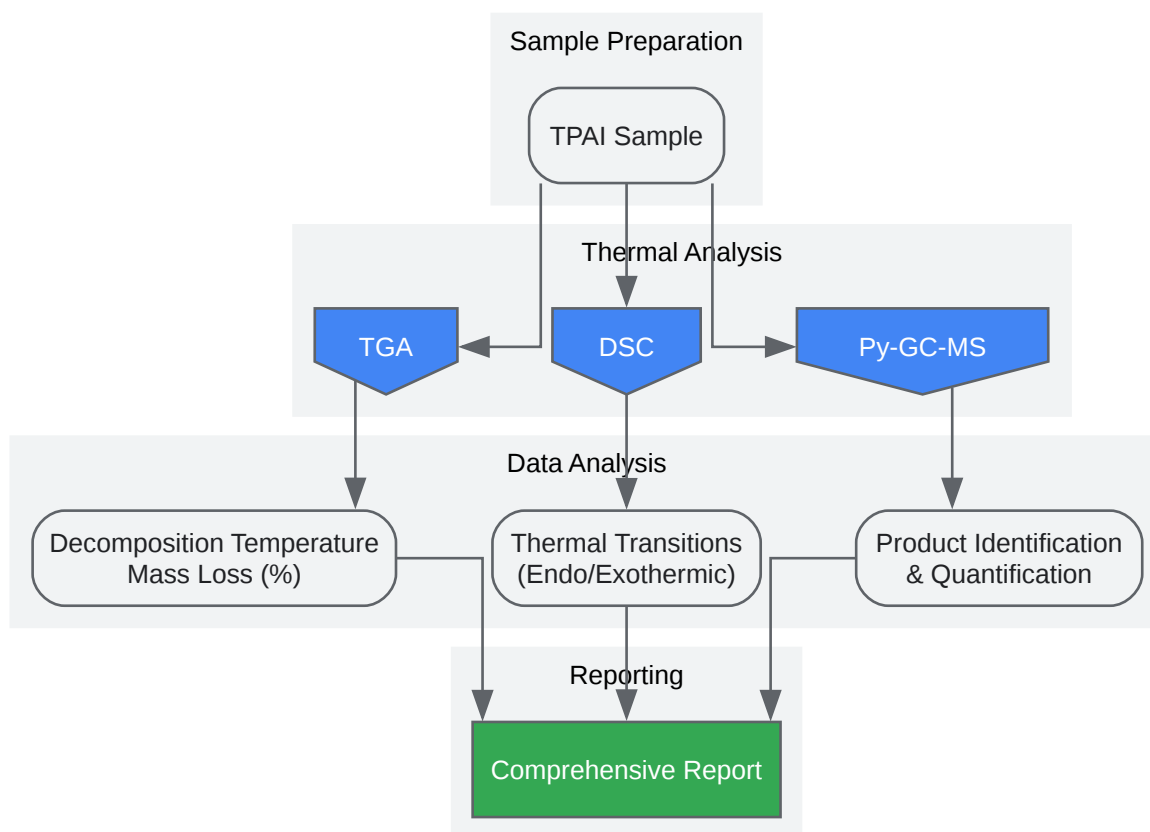 Sample Preparation
TPAI Sample
Thermal Analysis
TGA
DSC
Py-GC-MS
Data Analysis
Decomposition Temperature
Mass Loss (%)
Thermal Transitions
(Endo/Exothermic)
Product Identification
& Quantification
Reporting
Comprehensive Report